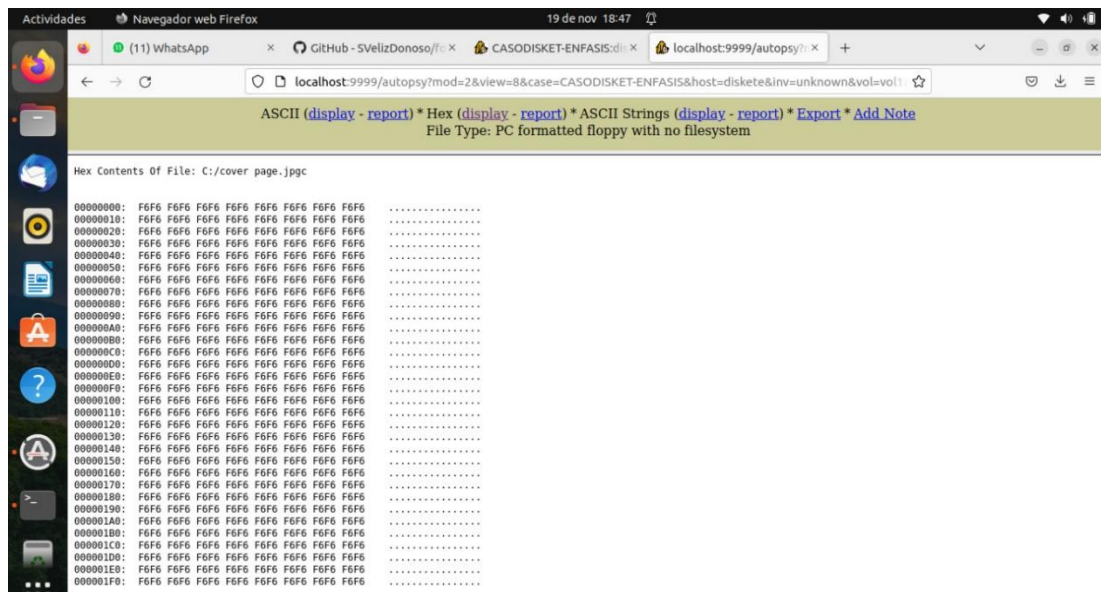 Actividades Navegador web Firefox 19 de nov 18:47
(11) WhatsApp × GitHub - SVelizDonoso/fo × CASODISKET-ENFASIS:dis × localhost:9999/autopsy?m × +
localhost:9999/autopsy?mod=2&view=8&case=CASODISKET-ENFASIS&host=diskete&inv=unknown&vol=vol1
ASCII (display - report) * Hex (display - report) * ASCII Strings (display - report) * Export * Add Note
File Type: PC formatted floppy with no filesystem
Hex Contents Of File: C:/cover page.jpgc
00000000: F6F6 F6F6 F6F6 F6F6 F6F6 F6F6 F6F6 F6F6 ................
00000010: F6F6 F6F6 F6F6 F6F6 F6F6 F6F6 F6F6 F6F6 ................
00000020: F6F6 F6F6 F6F6 F6F6 F6F6 F6F6 F6F6 F6F6 ................
00000030: F6F6 F6F6 F6F6 F6F6 F6F6 F6F6 F6F6 F6F6 ................
00000040: F6F6 F6F6 F6F6 F6F6 F6F6 F6F6 F6F6 F6F6 ................
00000050: F6F6 F6F6 F6F6 F6F6 F6F6 F6F6 F6F6 F6F6 ................
00000060: F6F6 F6F6 F6F6 F6F6 F6F6 F6F6 F6F6 F6F6 ................
00000070: F6F6 F6F6 F6F6 F6F6 F6F6 F6F6 F6F6 F6F6 ................
00000080: F6F6 F6F6 F6F6 F6F6 F6F6 F6F6 F6F6 F6F6 ................
00000090: F6F6 F6F6 F6F6 F6F6 F6F6 F6F6 F6F6 F6F6 ................
000000A0: F6F6 F6F6 F6F6 F6F6 F6F6 F6F6 F6F6 F6F6 ................
000000B0: F6F6 F6F6 F6F6 F6F6 F6F6 F6F6 F6F6 F6F6 ................
000000C0: F6F6 F6F6 F6F6 F6F6 F6F6 F6F6 F6F6 F6F6 ................
000000D0: F6F6 F6F6 F6F6 F6F6 F6F6 F6F6 F6F6 F6F6 ................
000000E0: F6F6 F6F6 F6F6 F6F6 F6F6 F6F6 F6F6 F6F6 ................
000000F0: F6F6 F6F6 F6F6 F6F6 F6F6 F6F6 F6F6 F6F6 ................
00000100: F6F6 F6F6 F6F6 F6F6 F6F6 F6F6 F6F6 F6F6 ................
00000110: F6F6 F6F6 F6F6 F6F6 F6F6 F6F6 F6F6 F6F6 ................
00000120: F6F6 F6F6 F6F6 F6F6 F6F6 F6F6 F6F6 F6F6 ................
00000130: F6F6 F6F6 F6F6 F6F6 F6F6 F6F6 F6F6 F6F6 ................
00000140: F6F6 F6F6 F6F6 F6F6 F6F6 F6F6 F6F6 F6F6 ................
00000150: F6F6 F6F6 F6F6 F6F6 F6F6 F6F6 F6F6 F6F6 ................
00000160: F6F6 F6F6 F6F6 F6F6 F6F6 F6F6 F6F6 F6F6 ................
00000170: F6F6 F6F6 F6F6 F6F6 F6F6 F6F6 F6F6 F6F6 ................
00000180: F6F6 F6F6 F6F6 F6F6 F6F6 F6F6 F6F6 F6F6 ................
00000190: F6F6 F6F6 F6F6 F6F6 F6F6 F6F6 F6F6 F6F6 ................
000001A0: F6F6 F6F6 F6F6 F6F6 F6F6 F6F6 F6F6 F6F6 ................
000001B0: F6F6 F6F6 F6F6 F6F6 F6F6 F6F6 F6F6 F6F6 ................
000001C0: F6F6 F6F6 F6F6 F6F6 F6F6 F6F6 F6F6 F6F6 ................
000001D0: F6F6 F6F6 F6F6 F6F6 F6F6 F6F6 F6F6 F6F6 ................
000001E0: F6F6 F6F6 F6F6 F6F6 F6F6 F6F6 F6F6 F6F6 ................
000001F0: F6F6 F6F6 F6F6 F6F6 F6F6 F6F6 F6F6 F6F6 ................